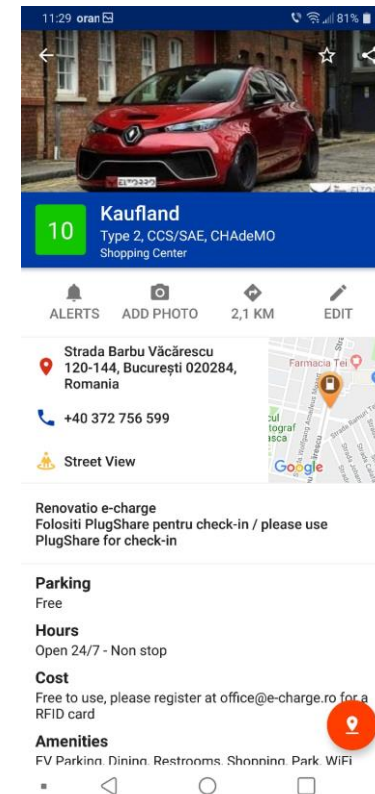 11:29 oran
81%
10
Kaufland
Type 2, CCS/SAE, CHAdeMO
Shopping Center
ALERTS
ADD PHOTO
2,1 KM
EDIT
Strada Barbu Văcărescu
120-144, București 020284,
Romania
+40 372 756 599
Street View
Farmacia Tei
Google
Renovatio e-charge
Folositi PlugShare pentru check-in / please use
PlugShare for check-in
Parking
Free
Hours
Open 24/7 - Non stop
Cost
Free to use, please register at office@e-charge.ro for a
RFID card
Amenities
EV Parking, Dining, Restrooms, Shopping, Park, WiFi